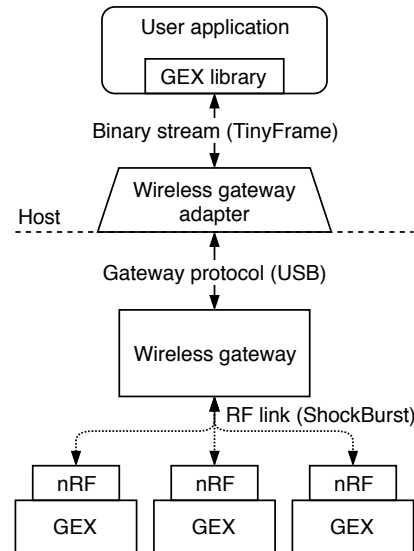 User application
GEX library
Binary stream (TinyFrame)
Wireless gateway
adapter
Host
Gateway protocol (USB)
Wireless gateway
RF link (ShockBurst)
nRF nRF nRF
GEX GEX GEX